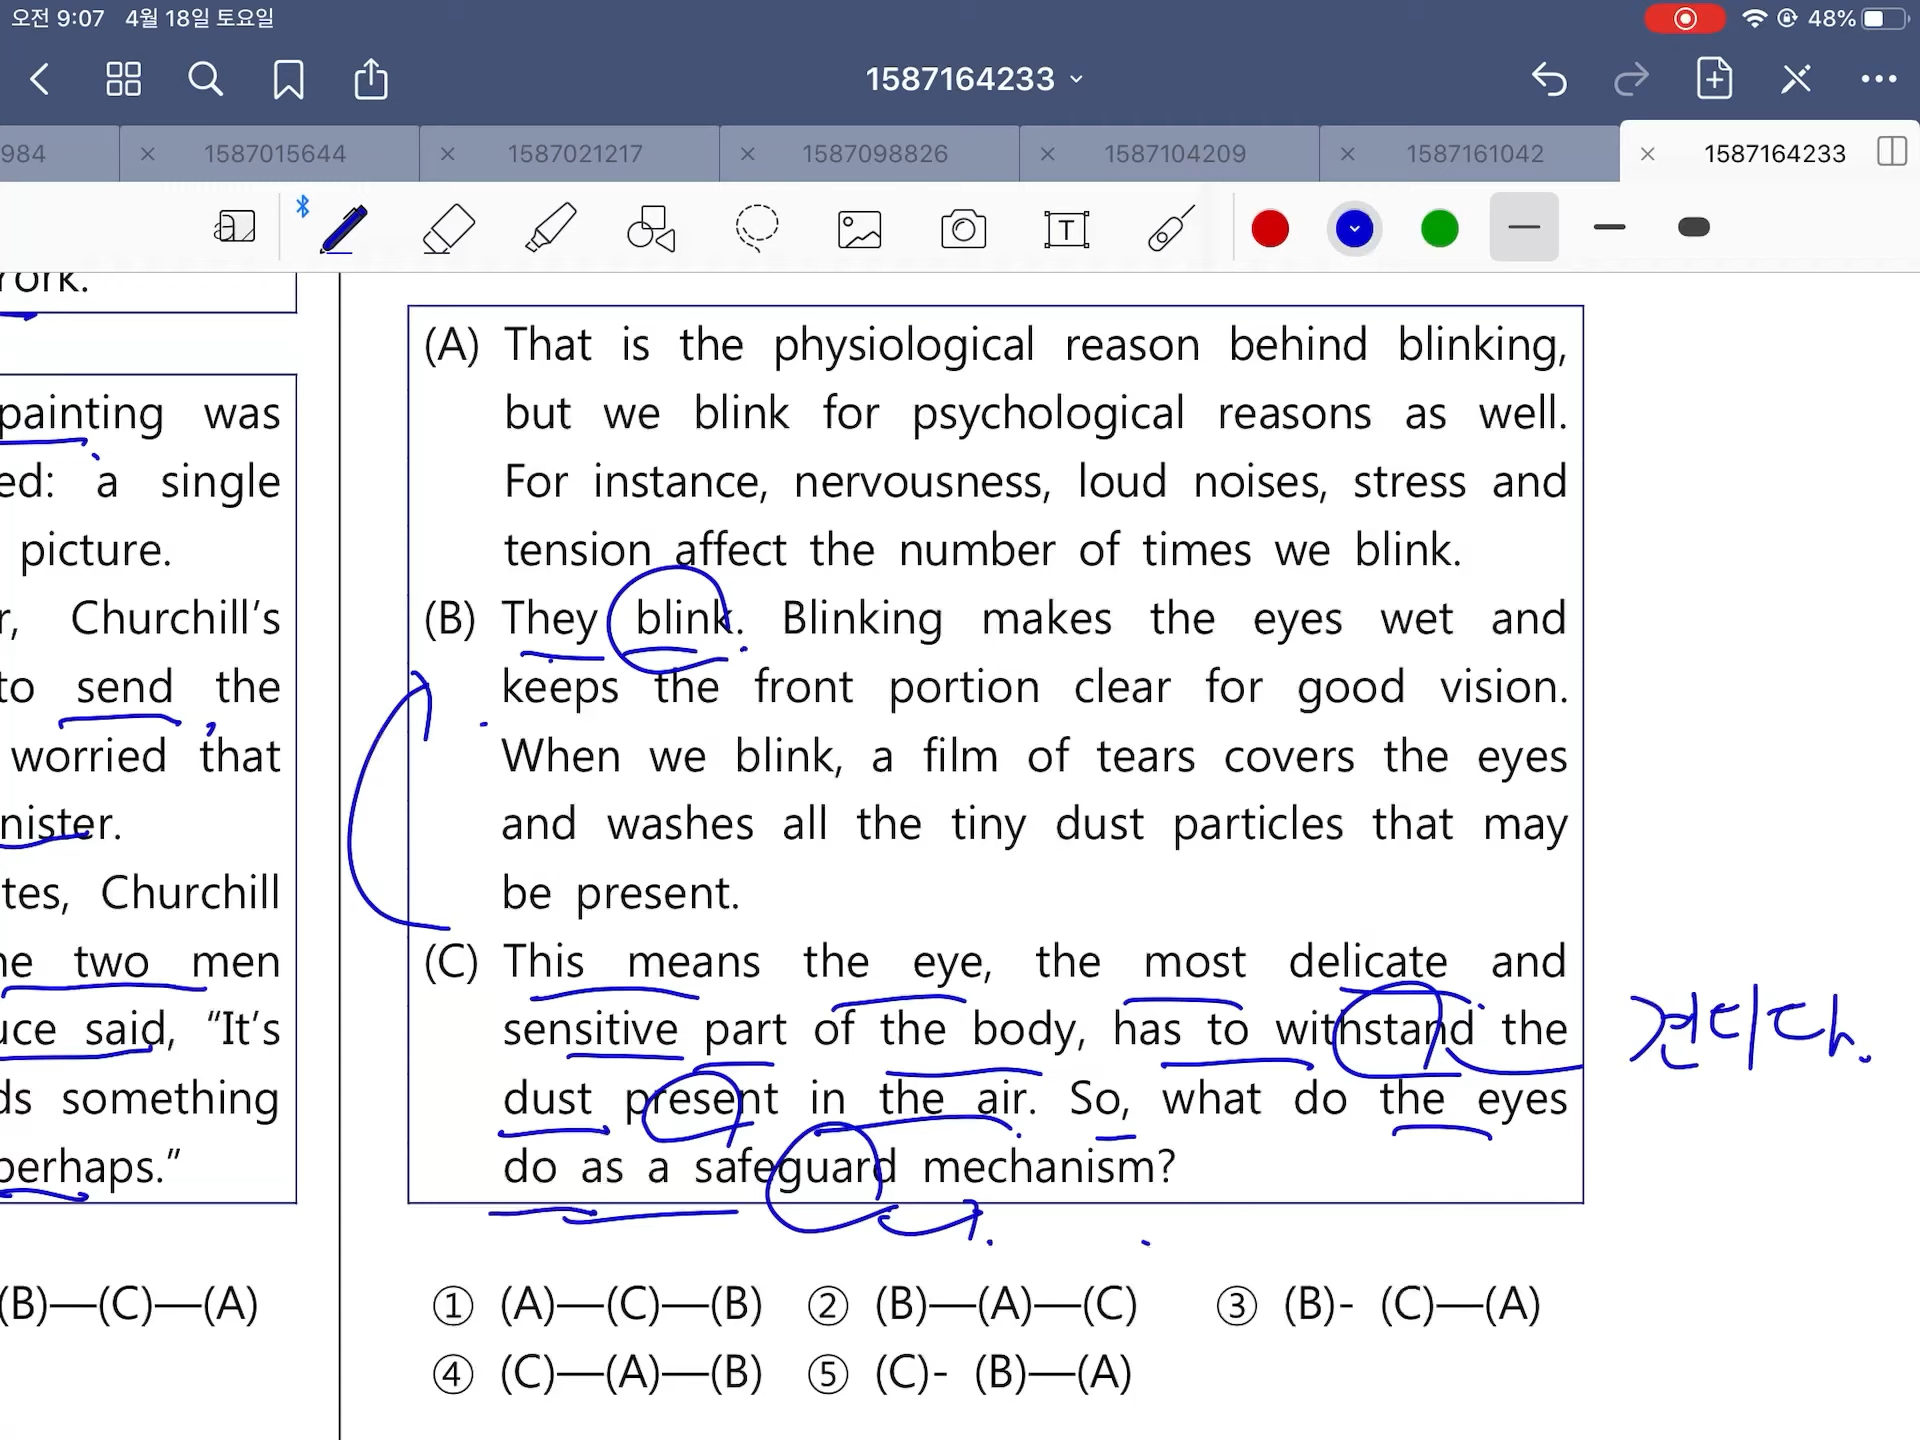 오전 9:07 4월 18일 토요일
48%
1587164233
984
1587015644
1587021217
1587098826
1587104209
1587161042
1587164233
painting was
ed: a single
picture.
r, Churchill's
to send the
worried that
nister.
tes, Churchill
ne two men
uce said, “It's
ds something
perhaps.”
(B)—(C)—(A)
(A) That is the physiological reason behind blinking,
but we blink for psychological reasons as well.
For instance, nervousness, loud noises, stress and
tension affect the number of times we blink.
(B) They blink. Blinking makes the eyes wet and
keeps the front portion clear for good vision.
When we blink, a film of tears covers the eyes
and washes all the tiny dust particles that may
be present.
(C) This means the eye, the most delicate and
sensitive part of the body, has to withstand the
dust present in the air. So, what do the eyes
do as a safeguard mechanism?
견디다.
① (A)—(C)—(B) ② (B)—(A)—(C) ③ (B)- (C)—(A)
④ (C)—(A)—(B) ⑤ (C)- (B)—(A)